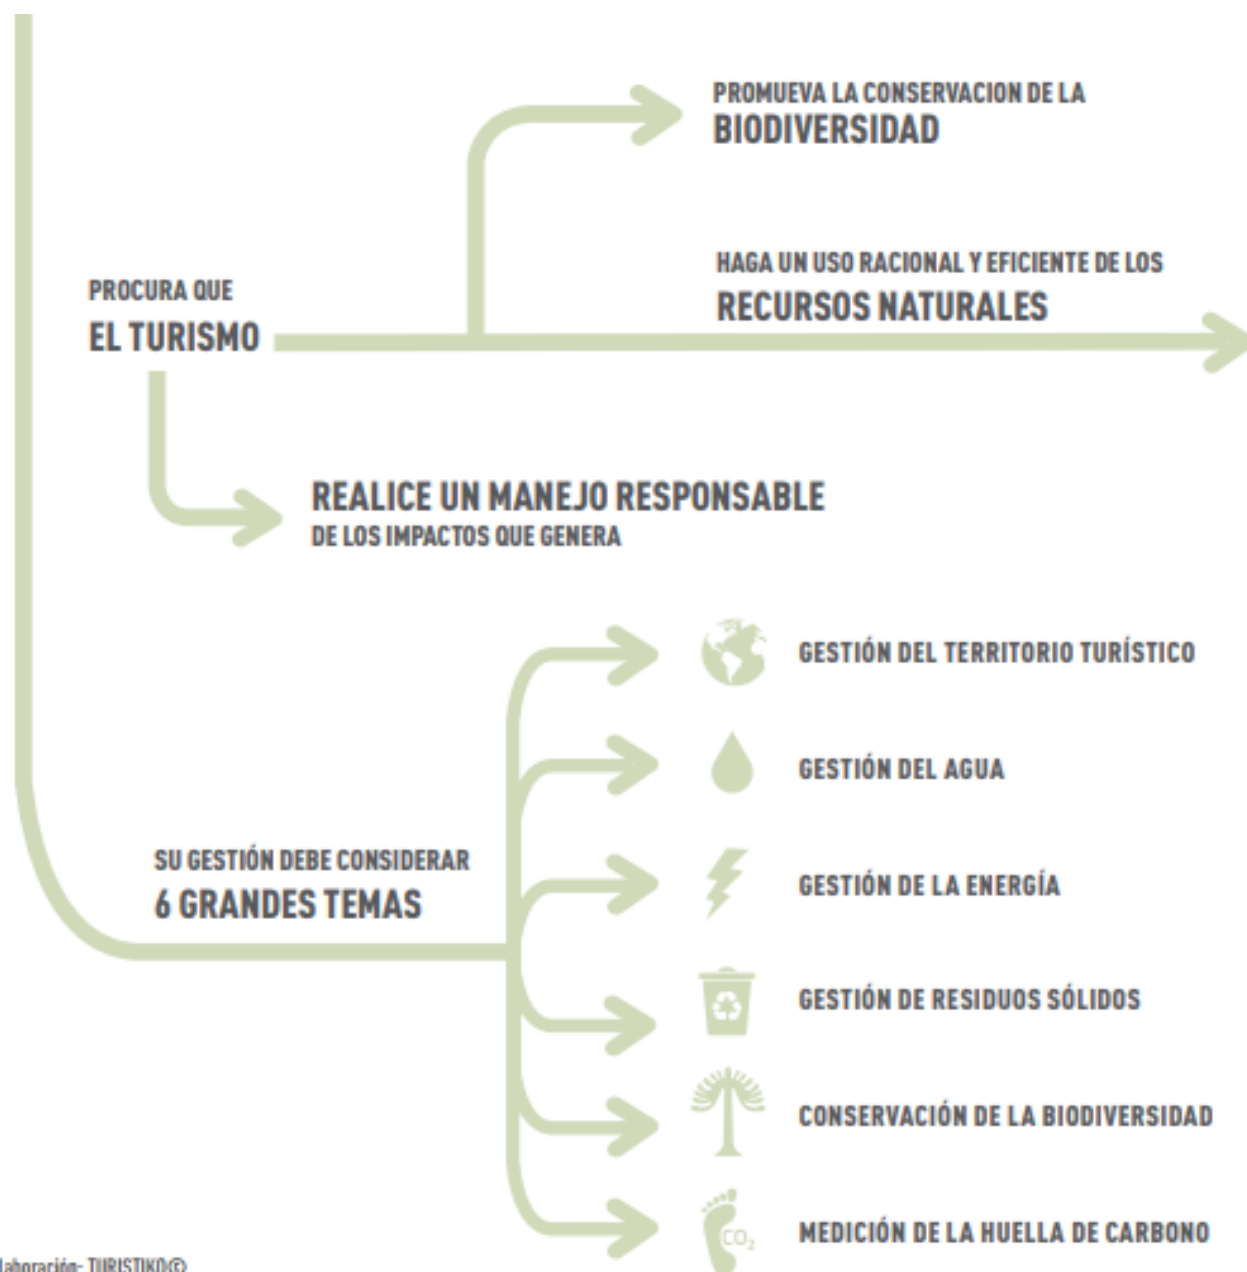 PROMUEVA LA CONSERVACION DE LA
BIODIVERSIDAD
HAGA UN USO RACIONAL Y EFICIENTE DE LOS
RECURSOS NATURALES
PROCURA QUE
EL TURISMO
REALICE UN MANEJO RESPONSABLE
DE LOS IMPACTOS QUE GENERA
SU GESTIÓN DEBE CONSIDERAR
6 GRANDES TEMAS
GESTIÓN DEL TERRITORIO TURÍSTICO
GESTIÓN DEL AGUA
GESTIÓN DE LA ENERGÍA
GESTIÓN DE RESIDUOS SÓLIDOS
CONSERVACIÓN DE LA BIODIVERSIDAD
CO₂
MEDICIÓN DE LA HUELLA DE CARBONO
laboración- TURISTIKO©